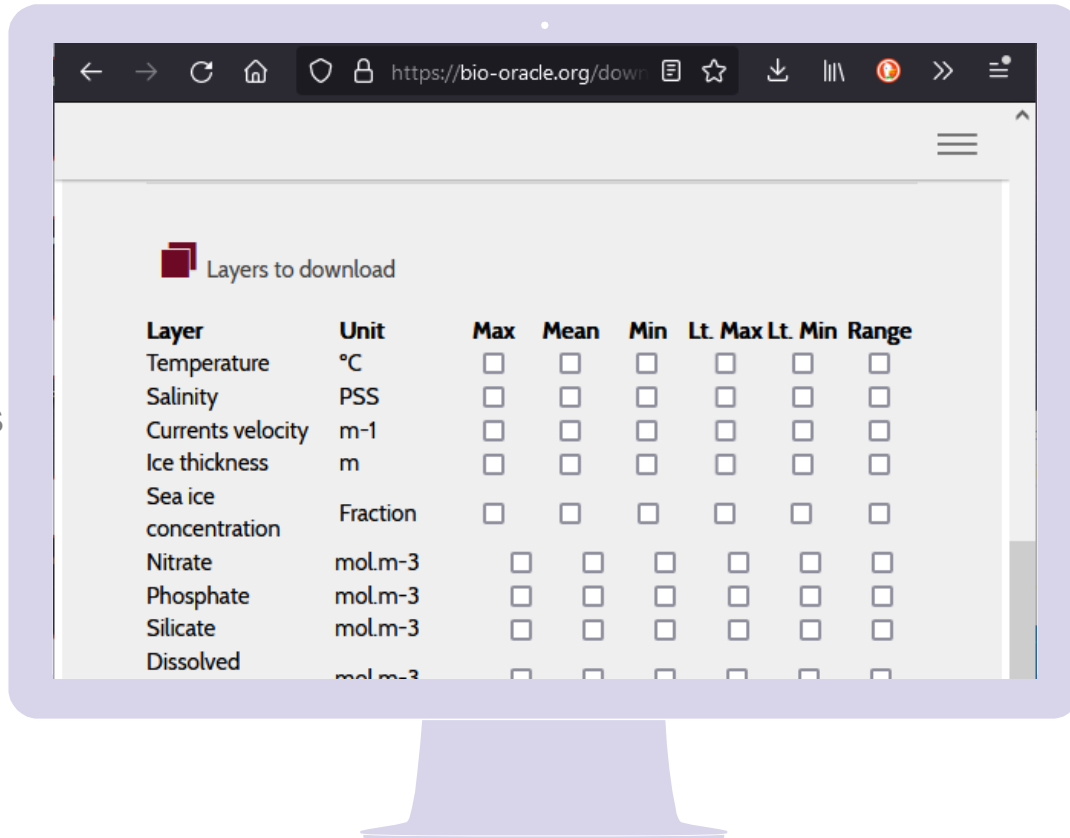 https://bio-oracle.org/down
Layers to download
Layer Unit Max Mean Min Lt. Max Lt. Min Range
Temperature °C
Salinity PSS
Currents velocity m-1
Ice thickness m
Sea ice
concentration Fraction
Nitrate mol.m-3
Phosphate mol.m-3
Silicate mol.m-3
Dissolved
mol.m-3